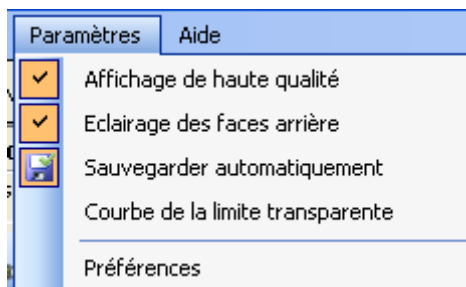 Paramètres Aide
Affichage de haute qualité
Eclairage des faces arrière
Sauvegarder automatiquement
Courbe de la limite transparente
Préférences